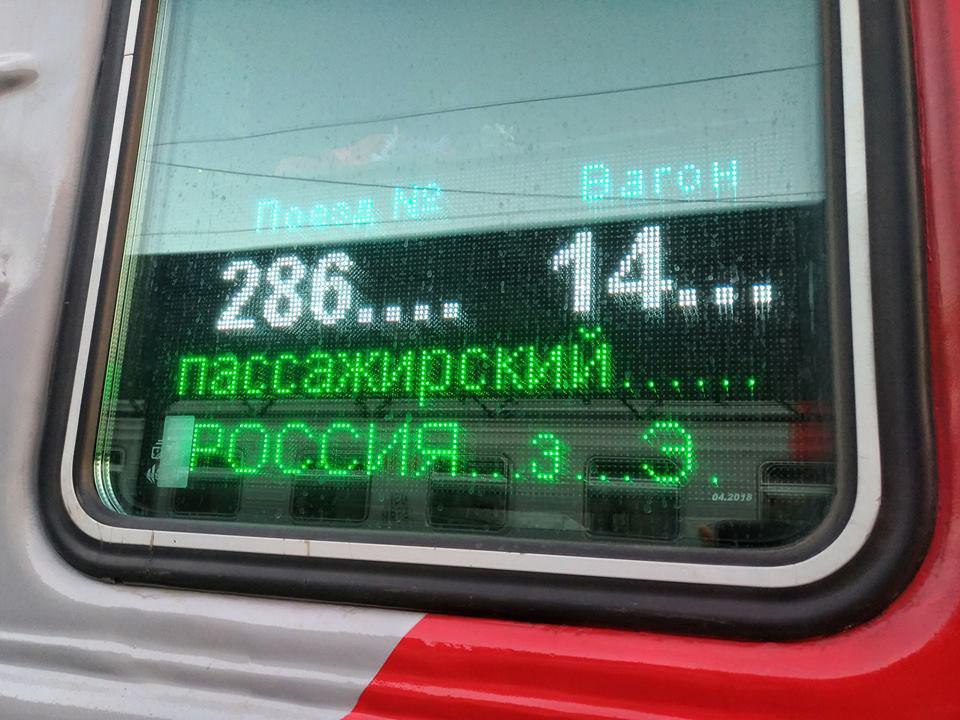 Поезд № Вагон
286.... 14...
пассажирский......
РОССИЯ...з...Э.
04.2018